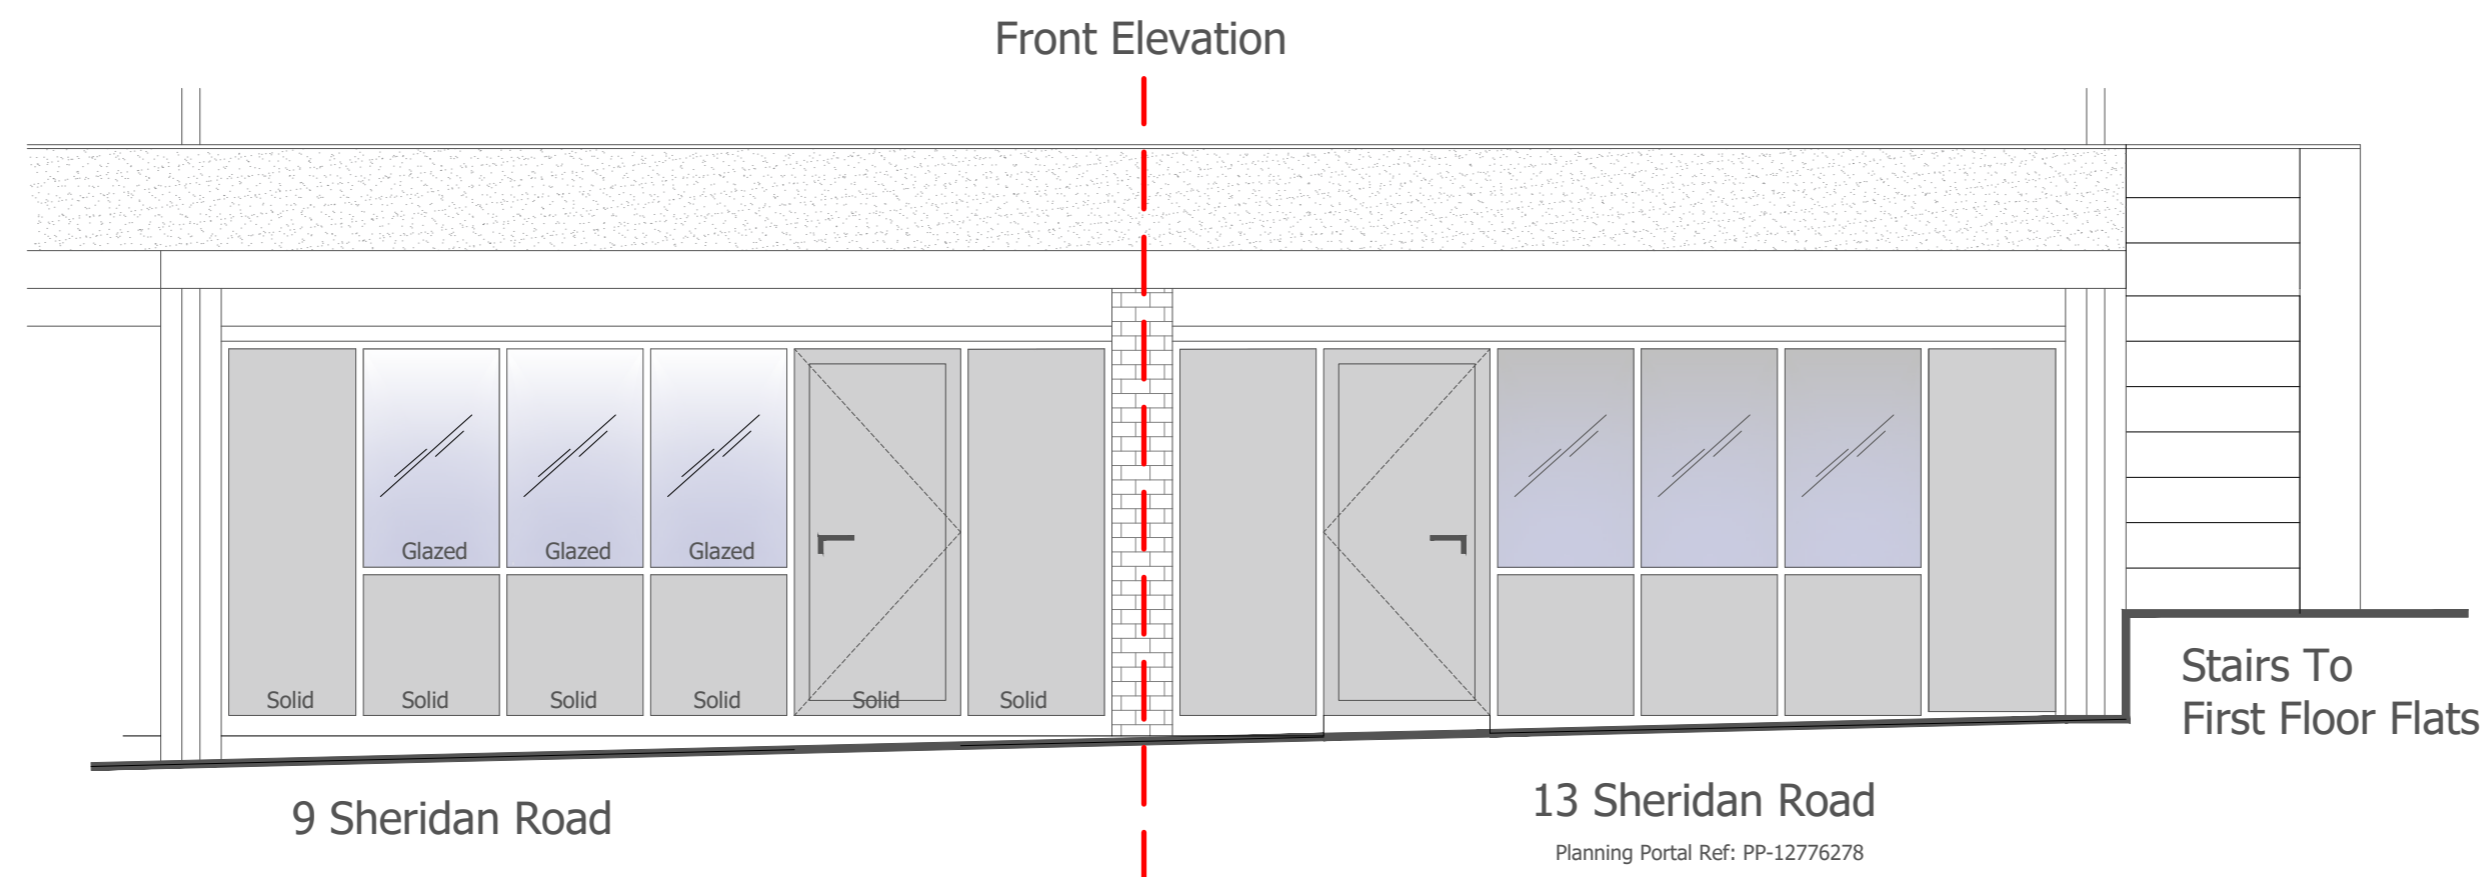 Front Elevation
Glazed
Glazed
Glazed
Solid
Solid
Solid
Solid
Solid
Solid
Stairs To
First Floor Flats
9 Sheridan Road
13 Sheridan Road
Planning Portal Ref: PP-12776278